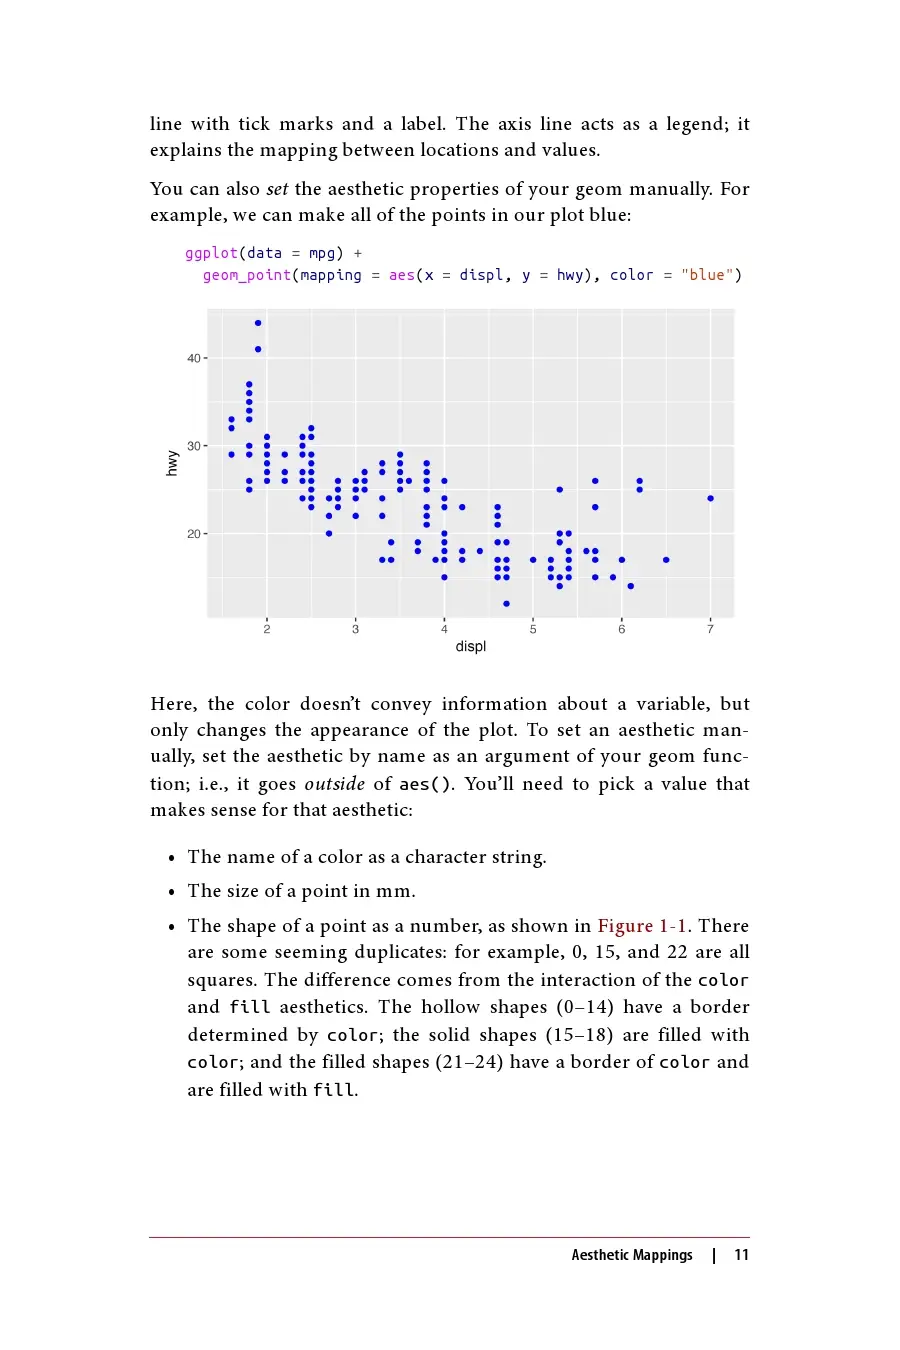 line with tick marks and a label. The axis line acts as a legend; it
explains the mapping between locations and values.
You can also set the aesthetic properties of your geom manually. For
example, we can make all of the points in our plot blue:
ggplot(data = mpg) +
geom_point(mapping = aes(x = displ, y = hwy), color = "blue")
40
30
20
hwy
2 3 4 5 6 7
displ
Here, the color doesn’t convey information about a variable, but
only changes the appearance of the plot. To set an aesthetic man-
ually, set the aesthetic by name as an argument of your geom func-
tion; i.e., it goes outside of aes(). You’ll need to pick a value that
makes sense for that aesthetic:
• The name of a color as a character string.
• The size of a point in mm.
• The shape of a point as a number, as shown in Figure 1-1. There
are some seeming duplicates: for example, 0, 15, and 22 are all
squares. The difference comes from the interaction of the color
and fill aesthetics. The hollow shapes (0–14) have a border
determined by color; the solid shapes (15–18) are filled with
color; and the filled shapes (21–24) have a border of color and
are filled with fill.
Aesthetic Mappings | 11